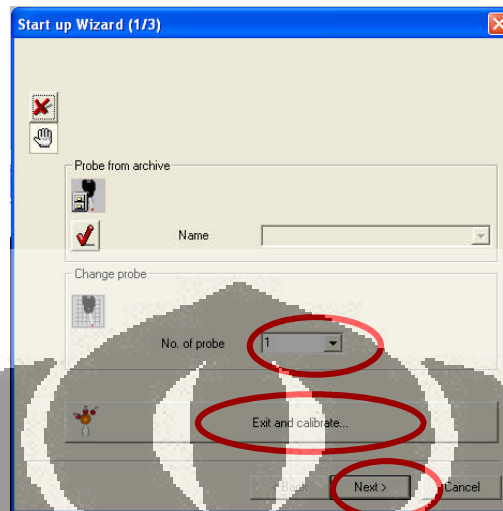 Start up Wizard (1/3)
Probe from archive
Name
Change probe
No. of probe 1
Exit and calibrate...
< Back Next > Cancel